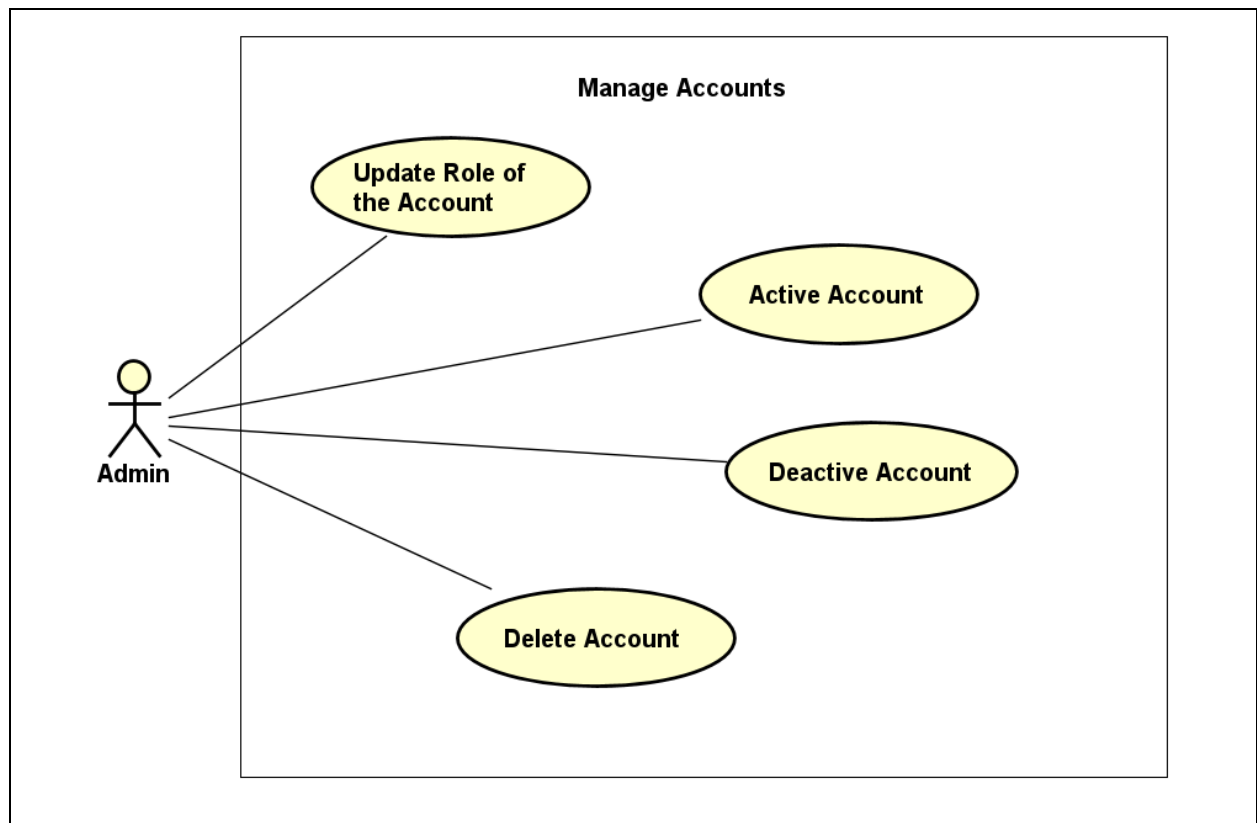 Manage Accounts
Update Role of
the Account
Active Account
Admin
Deactive Account
Delete Account